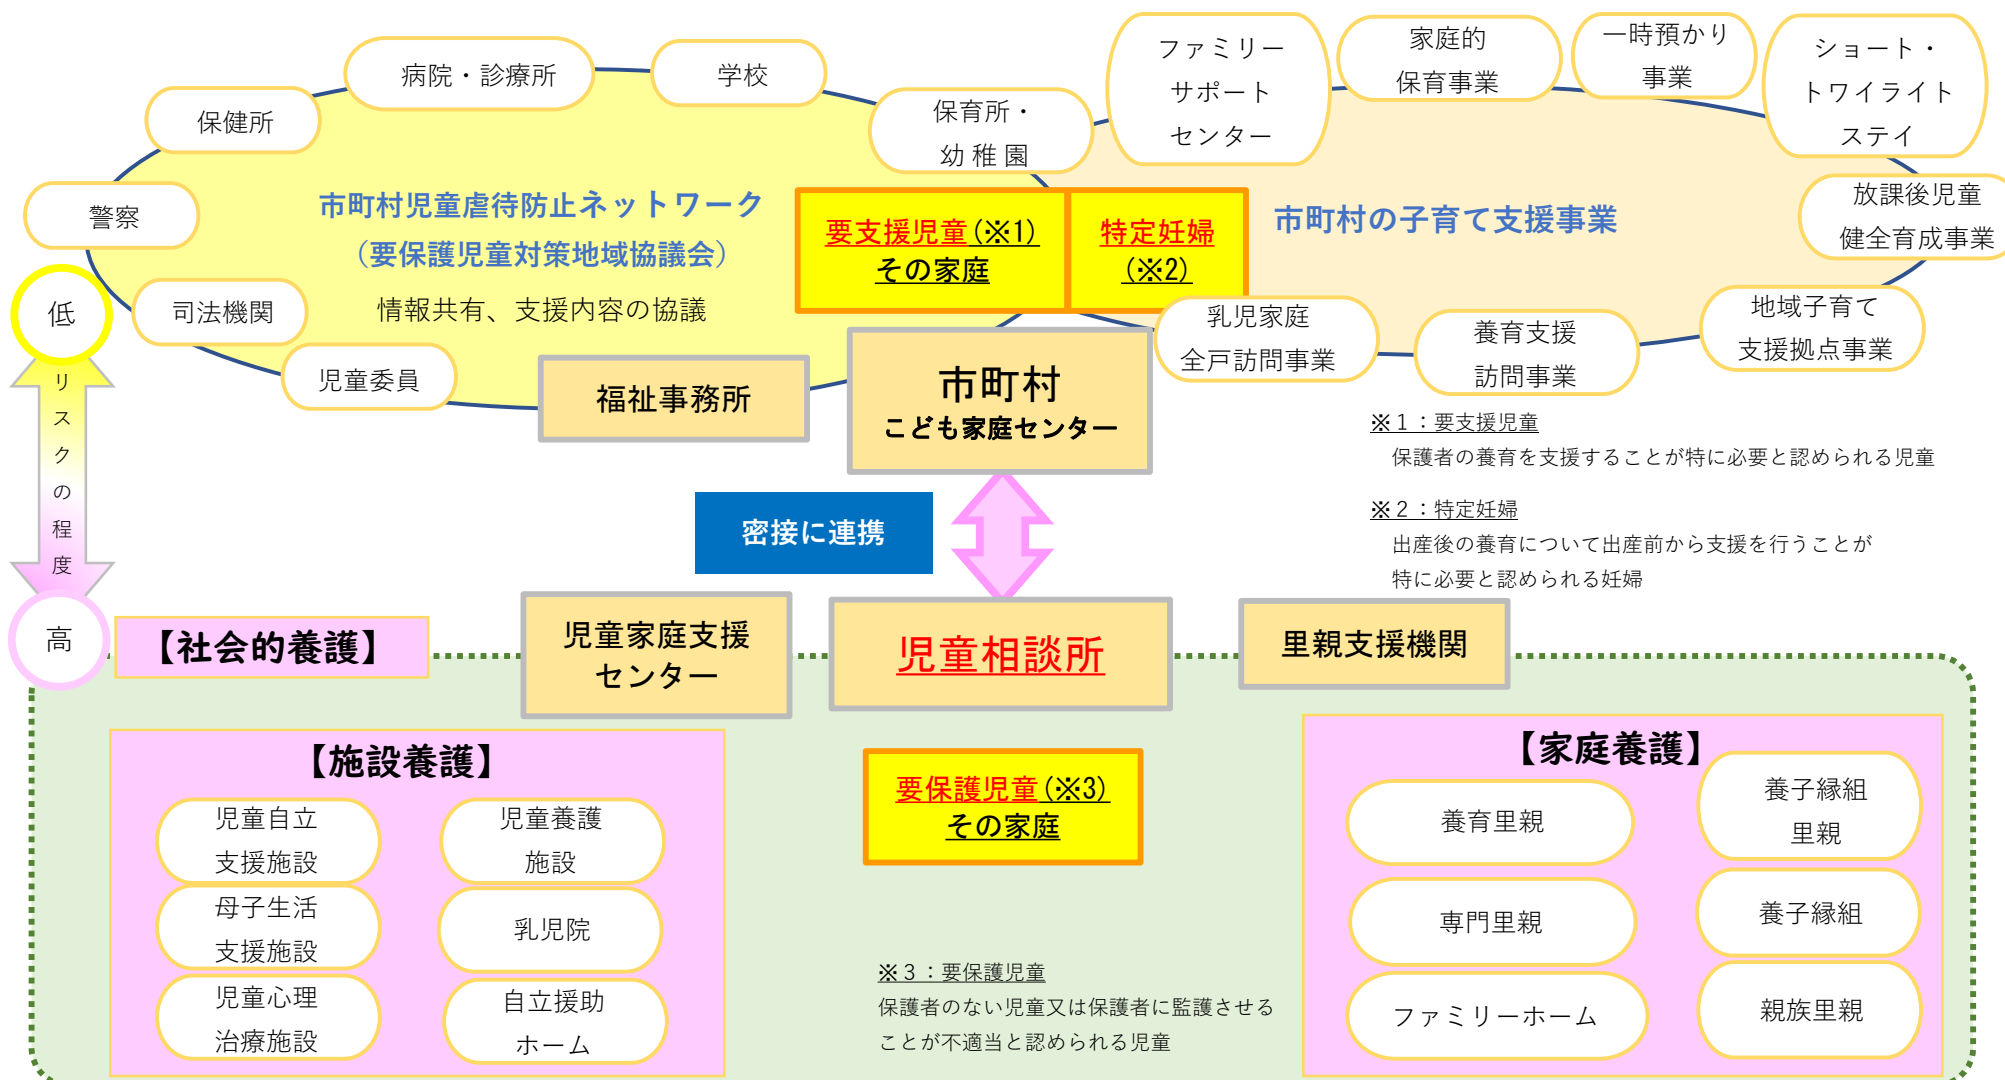 病院・診療所
学校
保健所
保育所・
幼稚園
警察
司法機関
児童委員
市町村児童虐待防止ネットワーク
（要保護児童対策地域協議会）
情報共有、支援内容の協議
ファミリー
サポート
センター
家庭的
保育事業
一時預かり
事業
ショート・
トワイライト
ステイ
放課後児童
健全育成事業
地域子育て
支援拠点事業
養育支援
訪問事業
乳児家庭
全戸訪問事業
市町村の子育て支援事業
要支援児童(※1)
その家庭
特定妊婦
(※2)
福祉事務所
市町村
こども家庭センター
低
リスクの程度
高
※１：要支援児童
保護者の養育を支援することが特に必要と認められる児童
※２：特定妊婦
出産後の養育について出産前から支援を行うことが
特に必要と認められる妊婦
密接に連携
【社会的養護】
児童家庭支援
センター
児童相談所
里親支援機関
【施設養護】
児童自立
支援施設
児童養護
施設
母子生活
支援施設
乳児院
児童心理
治療施設
自立援助
ホーム
要保護児童(※3)
その家庭
※３：要保護児童
保護者のない児童又は保護者に監護させる
ことが不適当と認められる児童
【家庭養護】
養育里親
養子縁組
里親
専門里親
養子縁組
ファミリーホーム
親族里親